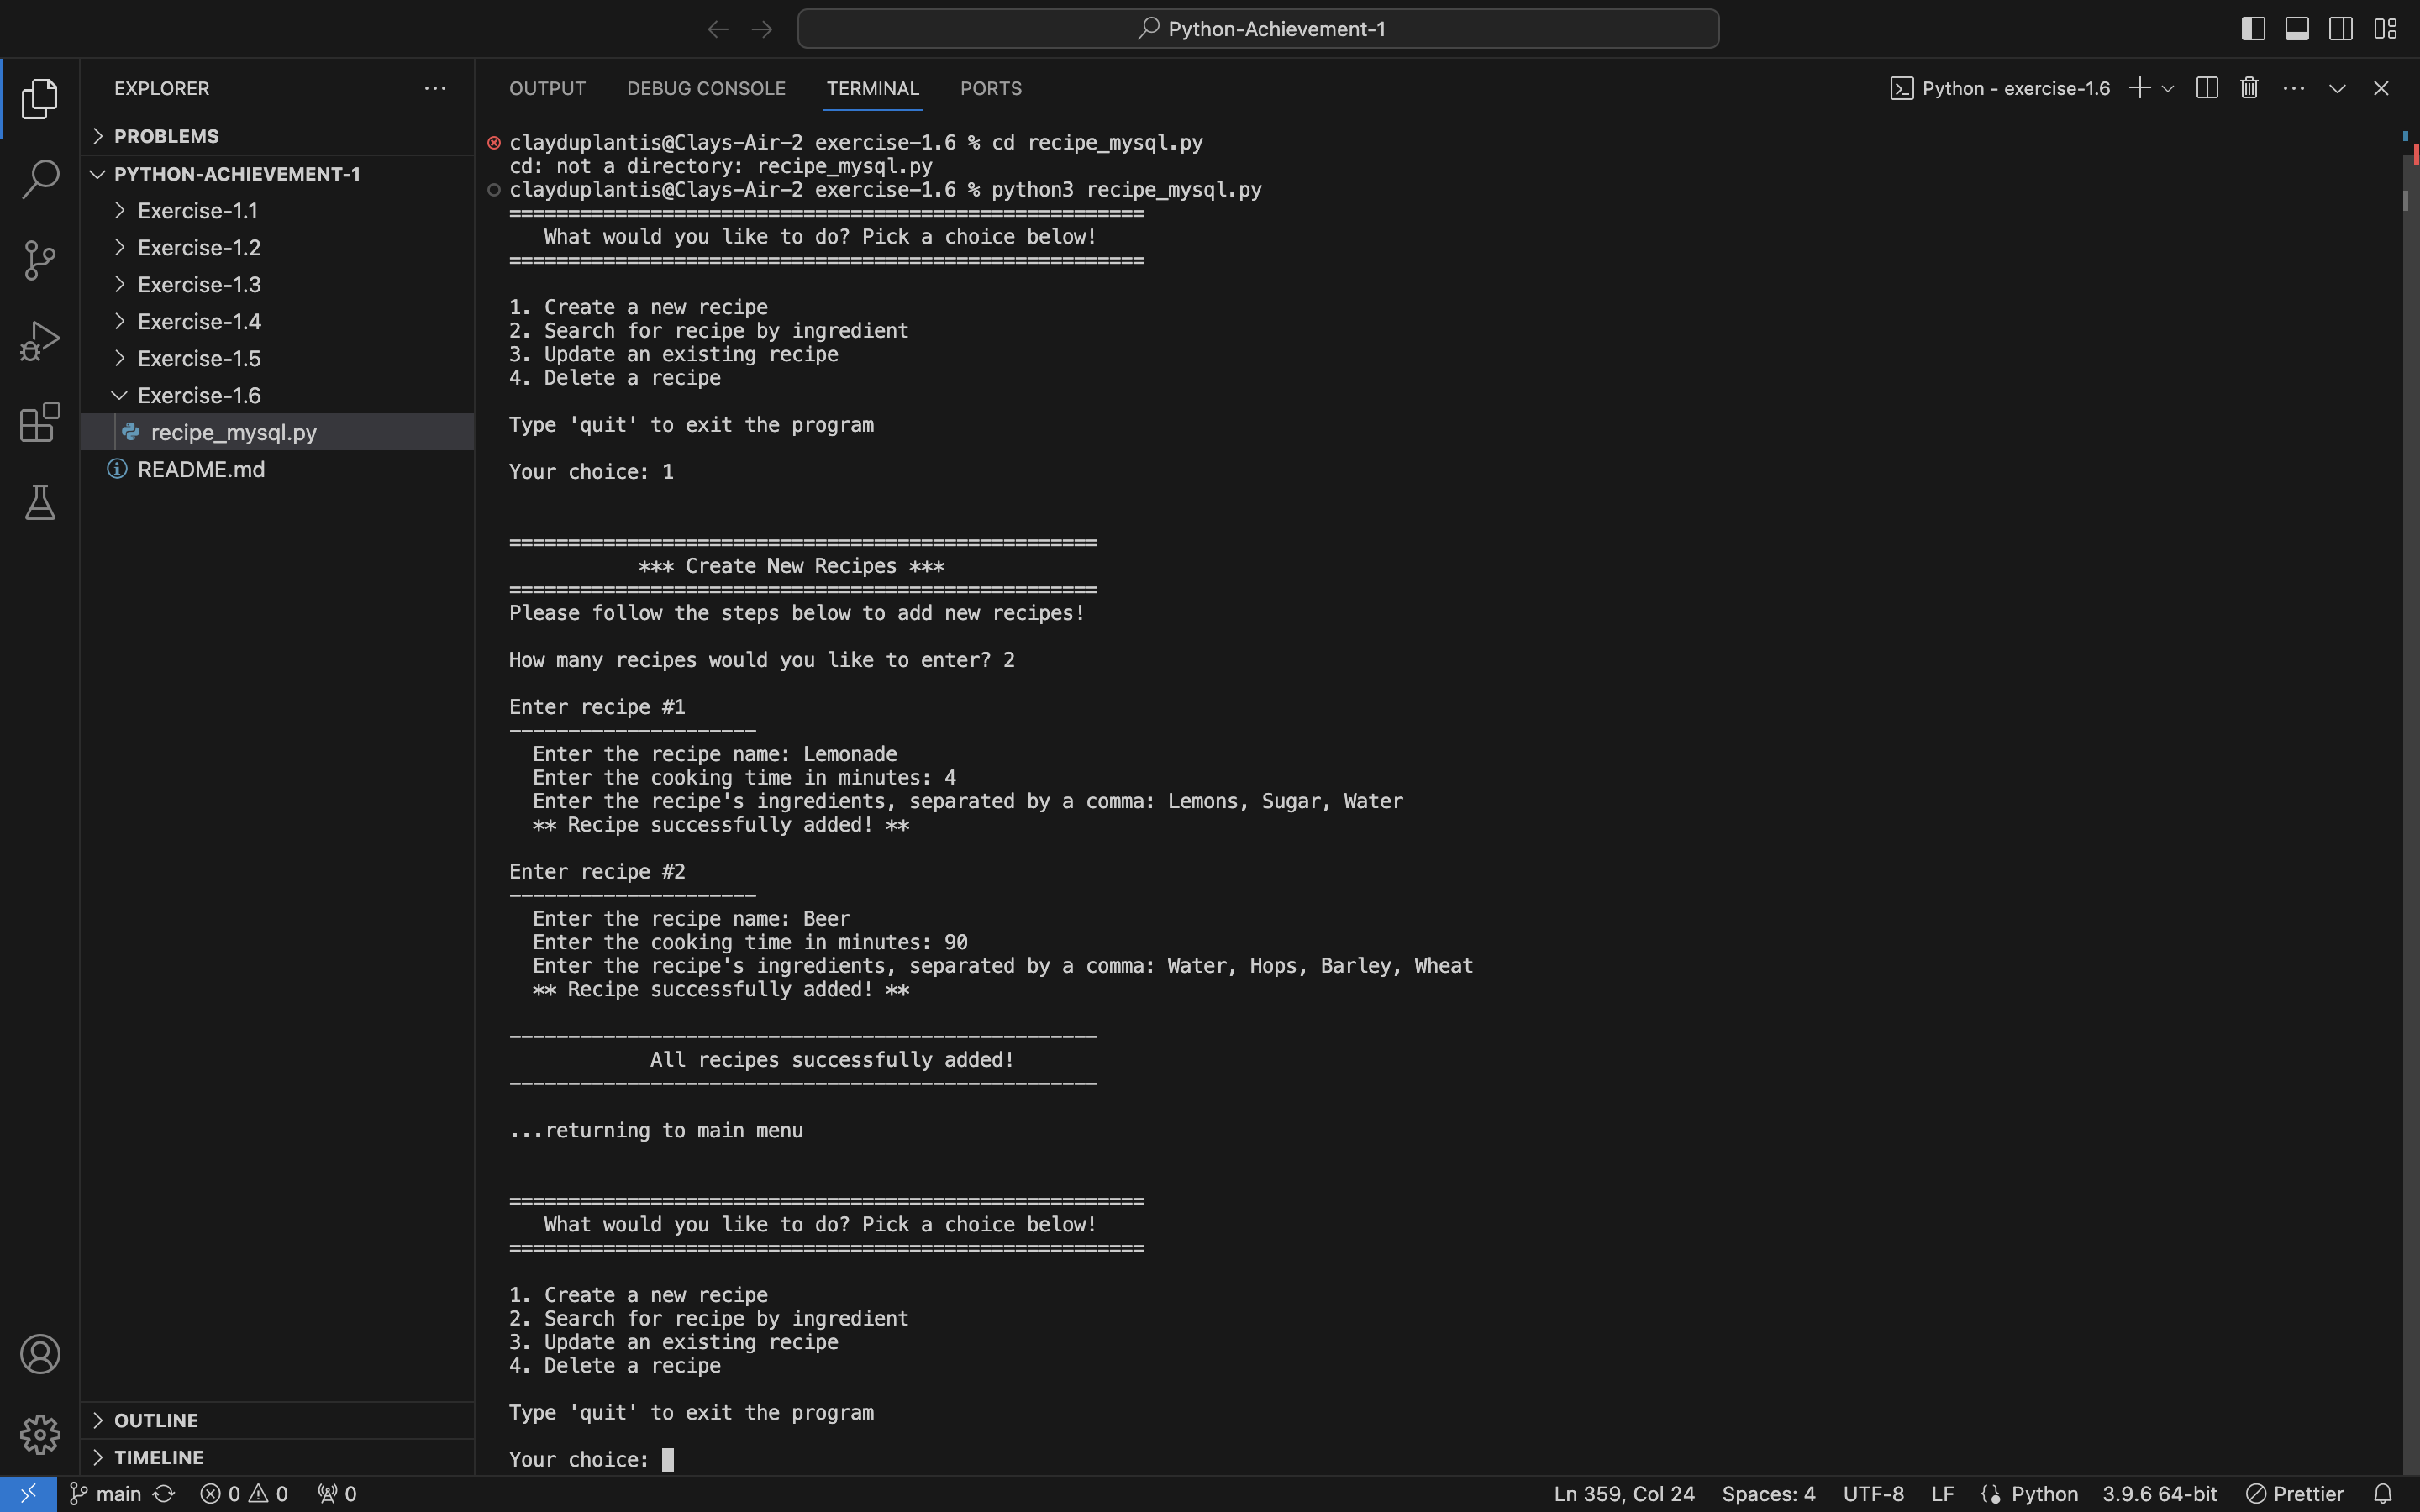 Python-Achievement-1
EXPLORER
PROBLEMS
PYTHON-ACHIEVEMENT-1
Exercise-1.1
Exercise-1.2
Exercise-1.3
Exercise-1.4
Exercise-1.5
Exercise-1.6
recipe_mysql.py
README.md
OUTLINE
TIMELINE
OUTPUT DEBUG CONSOLE TERMINAL PORTS
Python - exercise-1.6
clayduplantis@Clays-Air-2 exercise-1.6 % cd recipe_mysql.py
cd: not a directory: recipe_mysql.py
clayduplantis@Clays-Air-2 exercise-1.6 % python3 recipe_mysql.py
======================================================
What would you like to do? Pick a choice below!
======================================================
1. Create a new recipe
2. Search for recipe by ingredient
3. Update an existing recipe
4. Delete a recipe
Type 'quit' to exit the program
Your choice: 1
==================================================
*** Create New Recipes ***
==================================================
Please follow the steps below to add new recipes!
How many recipes would you like to enter? 2
Enter recipe #1
---------------------
Enter the recipe name: Lemonade
Enter the cooking time in minutes: 4
Enter the recipe's ingredients, separated by a comma: Lemons, Sugar, Water
** Recipe successfully added! **
Enter recipe #2
---------------------
Enter the recipe name: Beer
Enter the cooking time in minutes: 90
Enter the recipe's ingredients, separated by a comma: Water, Hops, Barley, Wheat
** Recipe successfully added! **
--------------------------------------------------
All recipes successfully added!
--------------------------------------------------
...returning to main menu
======================================================
What would you like to do? Pick a choice below!
======================================================
1. Create a new recipe
2. Search for recipe by ingredient
3. Update an existing recipe
4. Delete a recipe
Type 'quit' to exit the program
Your choice:
main 0 0 0 Ln 359, Col 24 Spaces: 4 UTF-8 LF Python 3.9.6 64-bit Prettier